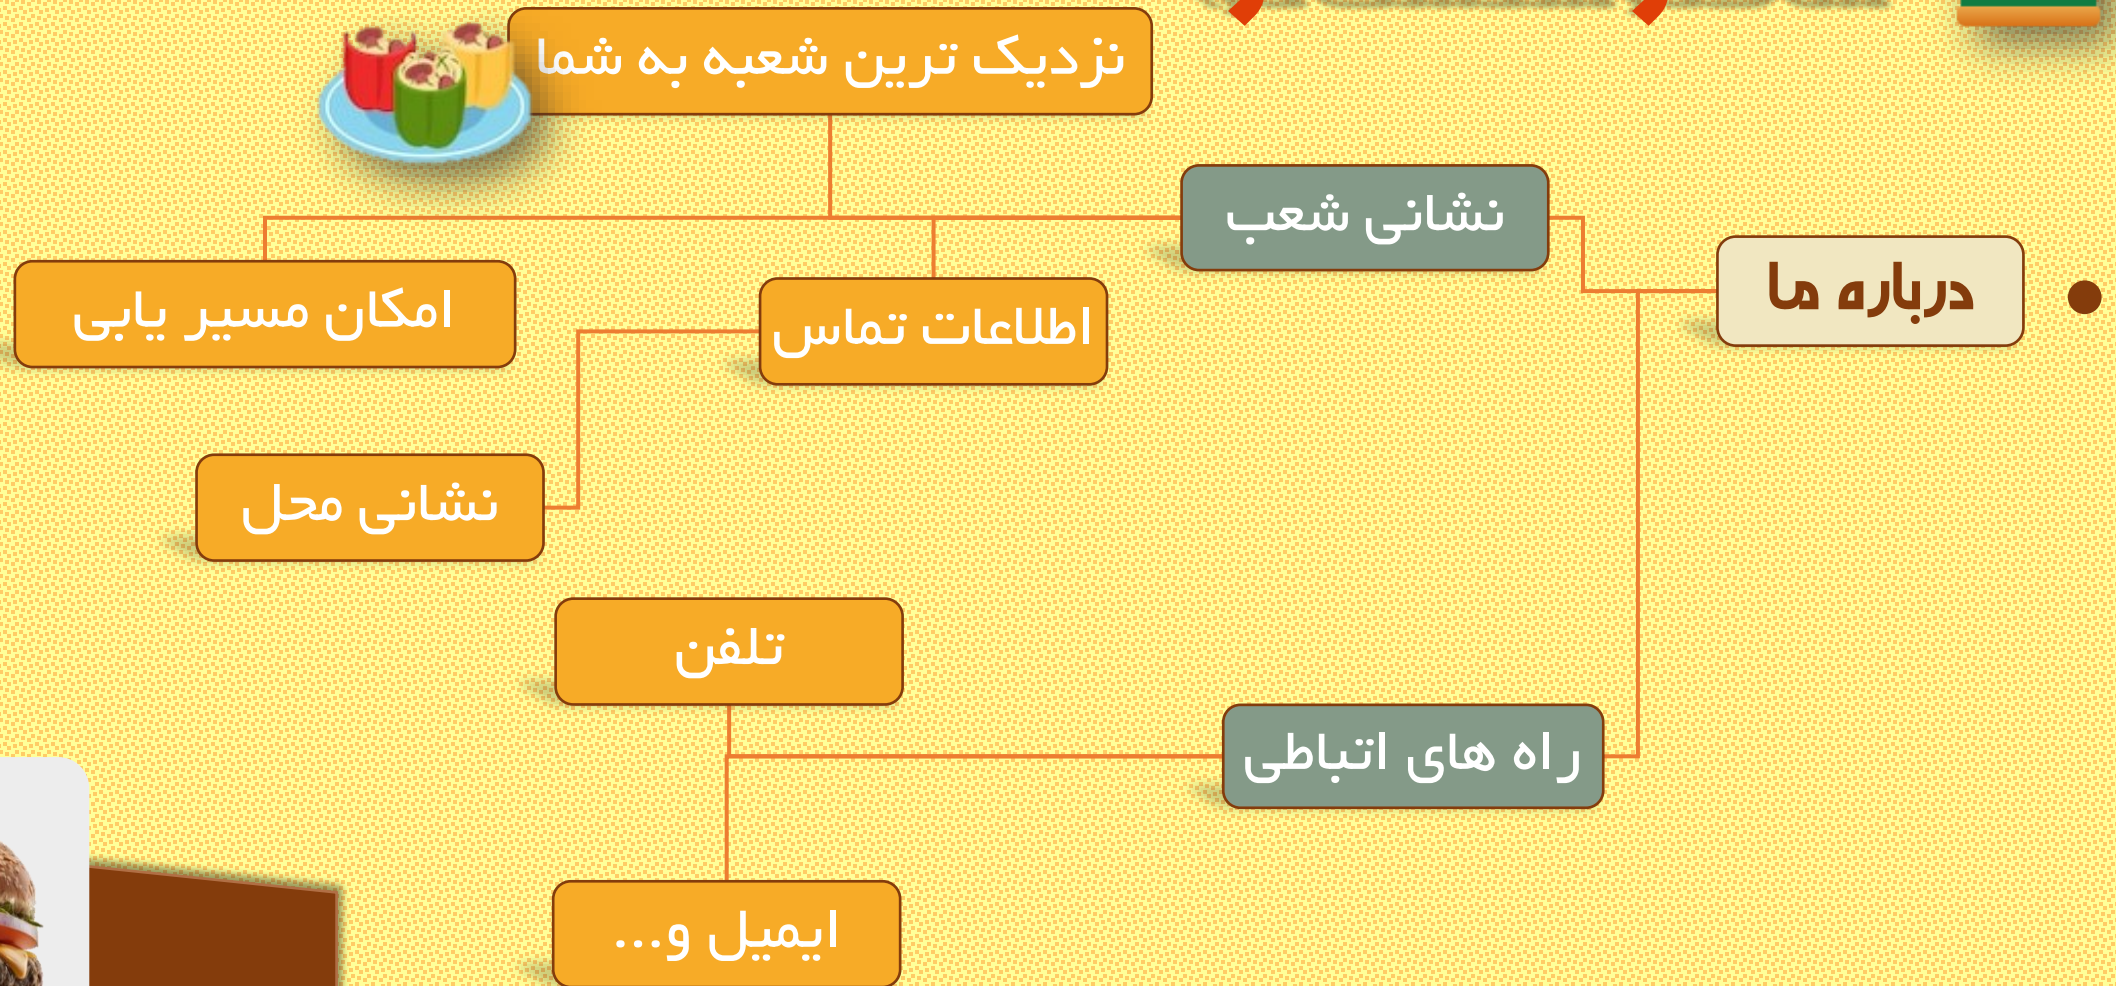 نزدیک ترین شعبه به شما
نشانی شعب
درباره ما
امکان مسیر یابی
اطلاعات تماس
نشانی محل
تلفن
راه های اتباطی
ایمیل و...